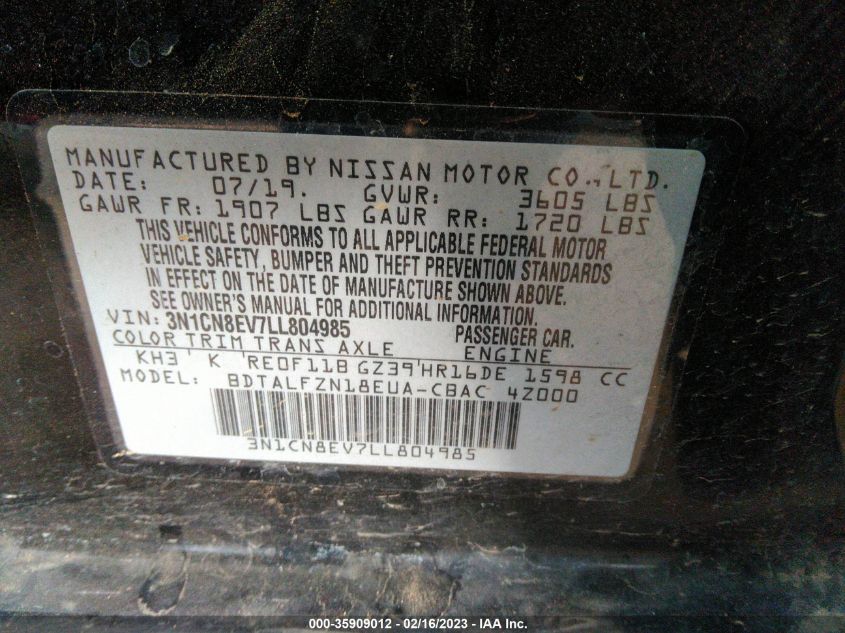 MANUFACTURED BY NISSAN MOTOR CO.,LTD.
DATE: 07/19. GVWR: 3605 LBS
GAWR FR: 1907 LBS GAWR RR: 1720 LBS
THIS VEHICLE CONFORMS TO ALL APPLICABLE FEDERAL MOTOR
VEHICLE SAFETY, BUMPER AND THEFT PREVENTION STANDARDS
IN EFFECT ON THE DATE OF MANUFACTURE SHOWN ABOVE.
SEE OWNER'S MANUAL FOR ADDITIONAL INFORMATION.
VIN: 3N1CN8EV7LL804985 PASSENGER CAR.
COLOR TRIM TRANS AXLE ENGINE
KH3 K RE0F11B GZ39 HR16DE 1598 CC
MODEL: BDTALFZN18EUA-CBAC 4Z000
3N1CN8EV7LL804985
000-35909012 - 02/16/2023 - IAA Inc.